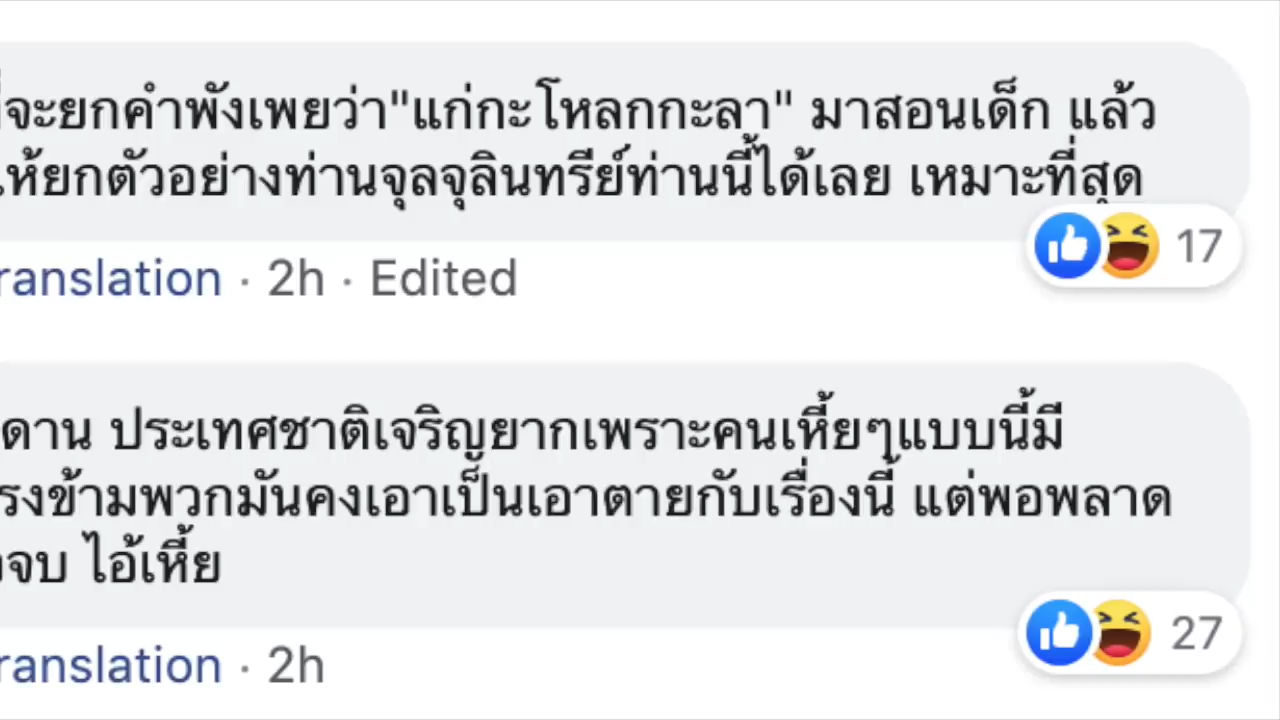 ี่จะยกคำพังเพยว่า"แก่กะโหลกกะลา" มาสอนเด็ก แล้ว
ให้ยกตัวอย่างท่านจุลจุลินทรีย์ท่านนี้ได้เลย เหมาะที่สุด
17
ranslation · 2h · Edited
ดาน ประเทศชาติเจริญยากเพราะคนเหี้ยๆแบบนี้มี
รงข้ามพวกมันคงเอาเป็นเอาตายกับเรื่องนี้ แต่พอพลาด
จบ ไอ้เหี้ย
27
ranslation · 2h